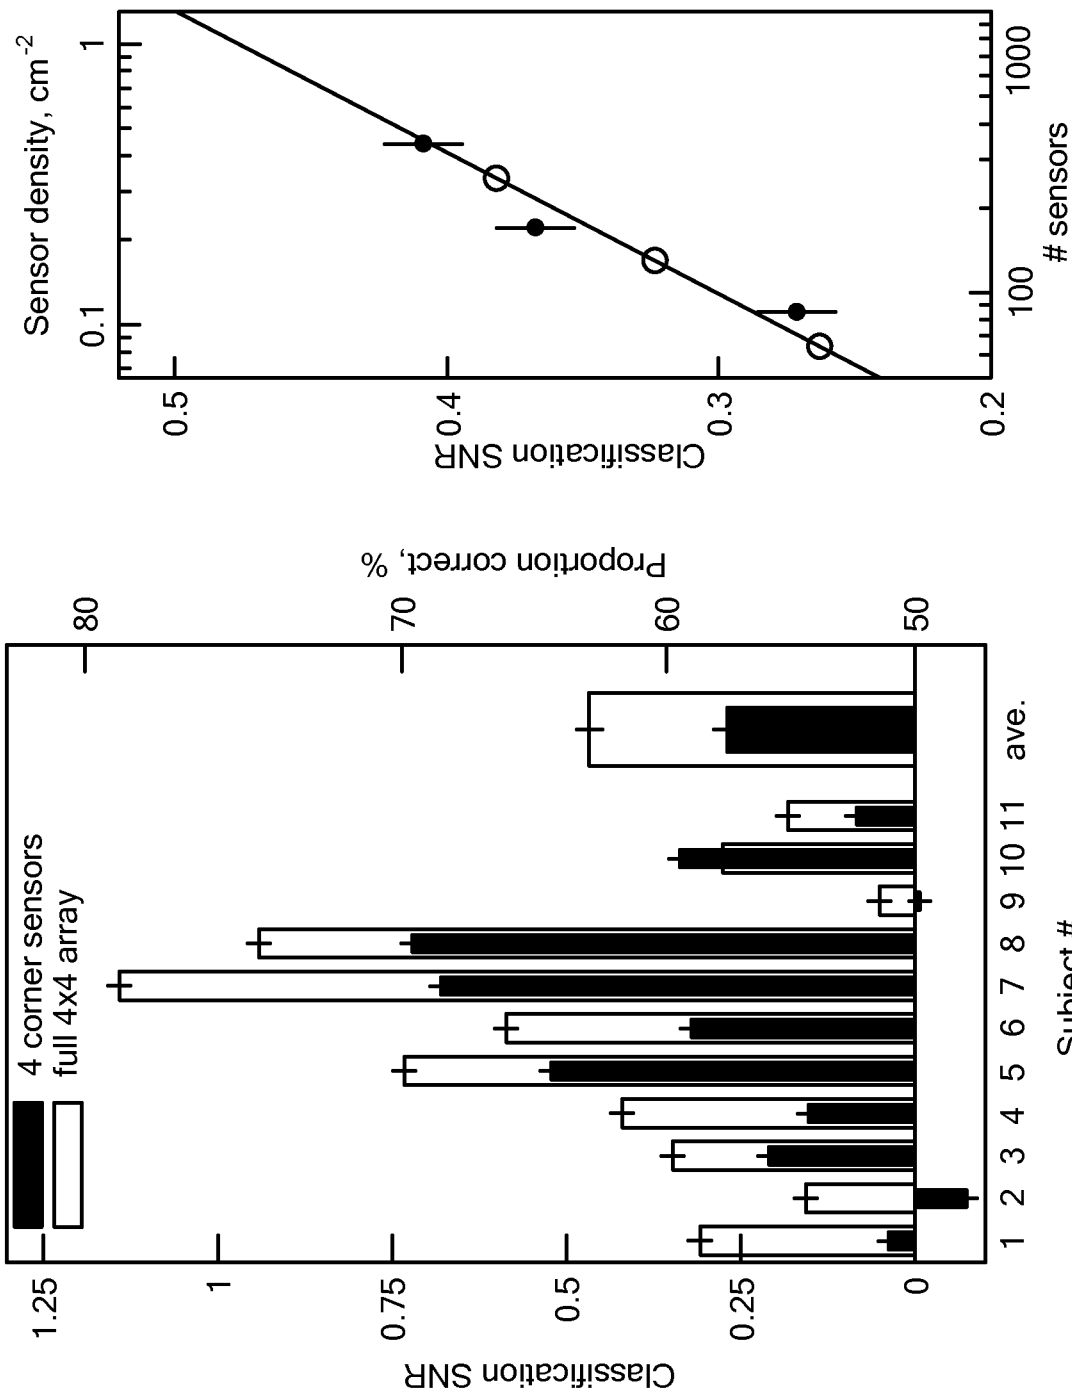 4 corner sensors
full 4x4 array
Classification SNR
1.25
1
0.75
0.5
0.25
0
Proportion correct, %
80
70
60
50
1 2 3 4 5 6 7 8 9 10 11 ave.
Subject #
Sensor density, cm-2
0.1 1
Classification SNR
0.5
0.4
0.3
0.2
100 1000
# sensors